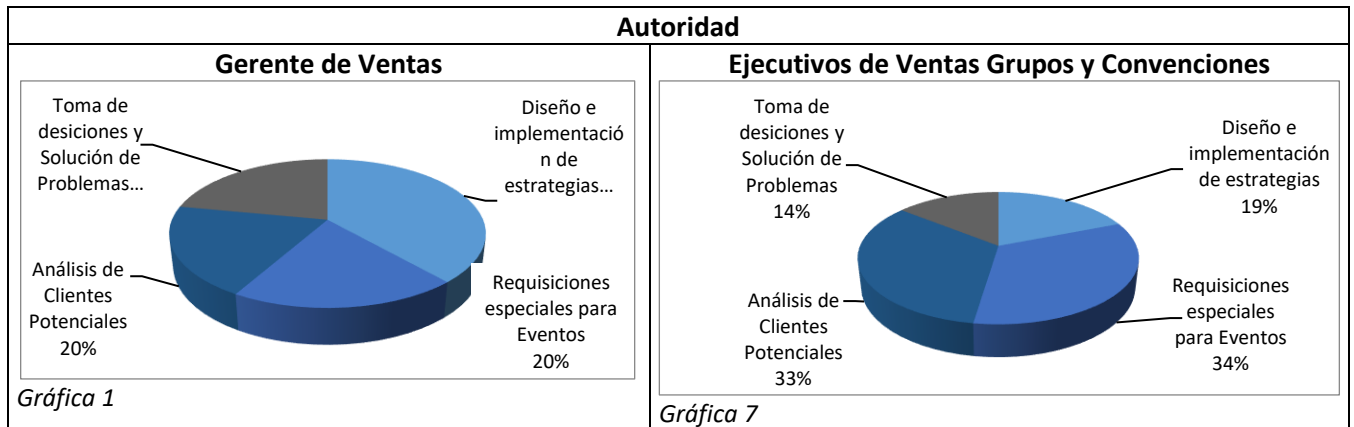 Autoridad
Gerente de Ventas
Toma de
desiciones y
Solución de
Problemas...
Diseño e
implementació
n de
estrategias...
Análisis de
Clientes
Potenciales
20%
Requisiciones
especiales para
Eventos
20%
Gráfica 1
Ejecutivos de Ventas Grupos y Convenciones
Toma de
desiciones y
Solución de
Problemas
14%
Diseño e
implementación
de estrategias
19%
Análisis de
Clientes
Potenciales
33%
Requisiciones
especiales
para Eventos
34%
Gráfica 7